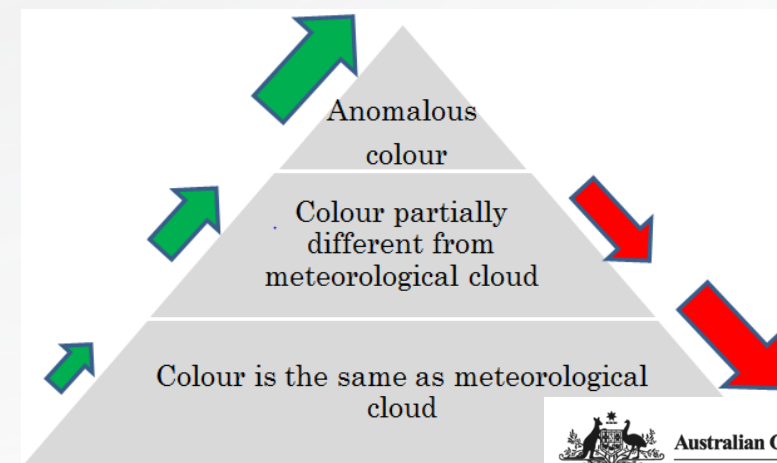 Anomalous
colour
Colour partially
different from
meteorological cloud
Colour is the same as meteorological
cloud
Australian